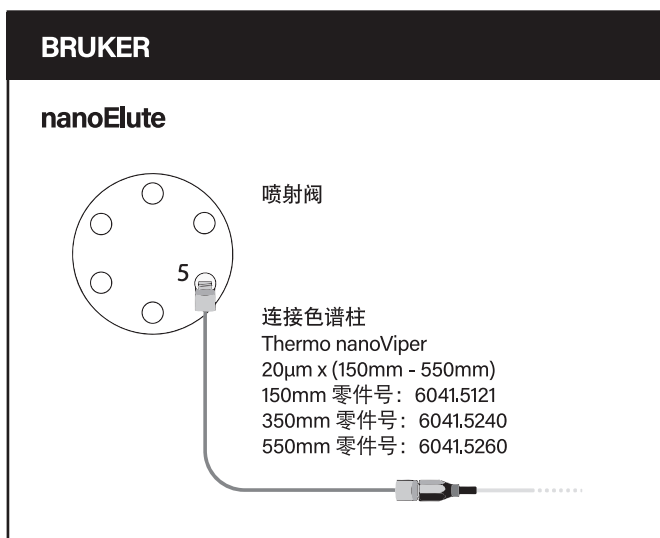 BRUKER
nanoElute
喷射阀
5
连接色谱柱
Thermo nanoViper
20µm x (150mm - 550mm)
150mm 零件号：6041.5121
350mm 零件号：6041.5240
550mm 零件号：6041.5260